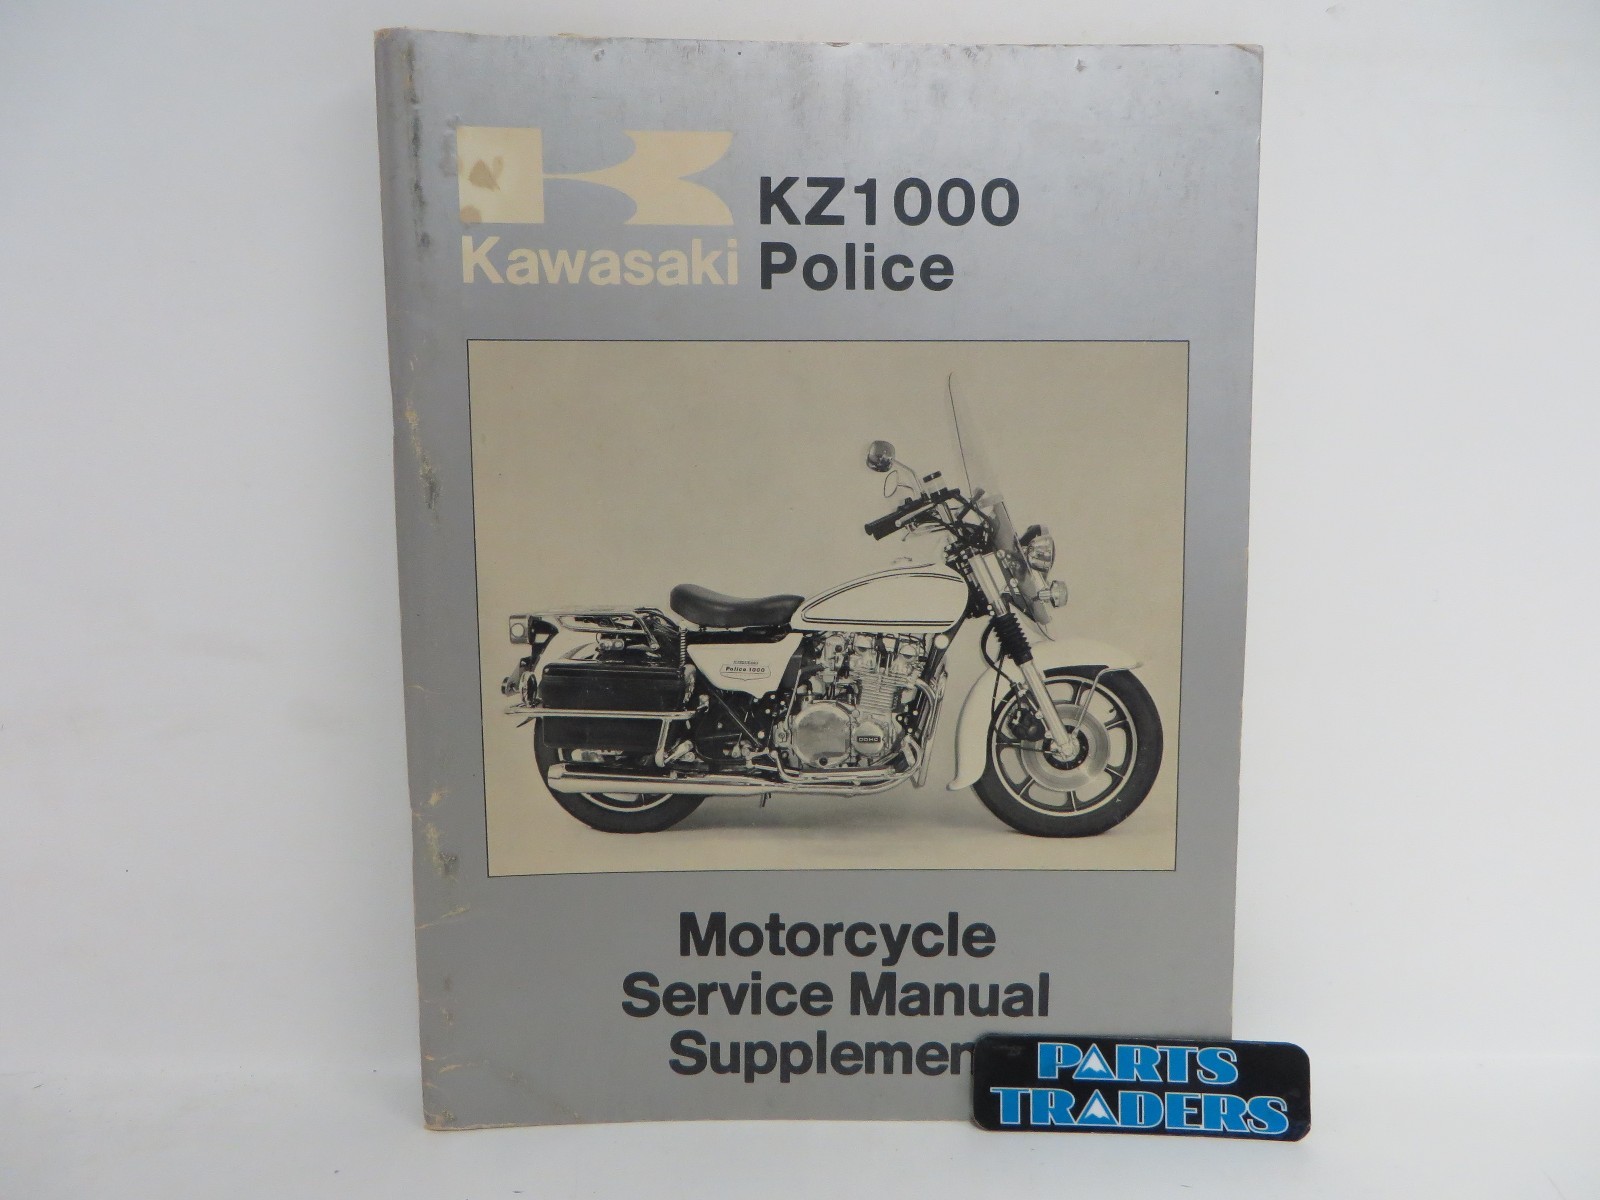 KZ1000
Kawasaki Police
Police 1000
DOHC
Motorcycle
Service Manual
Supplemen
PARTS
TRADERS